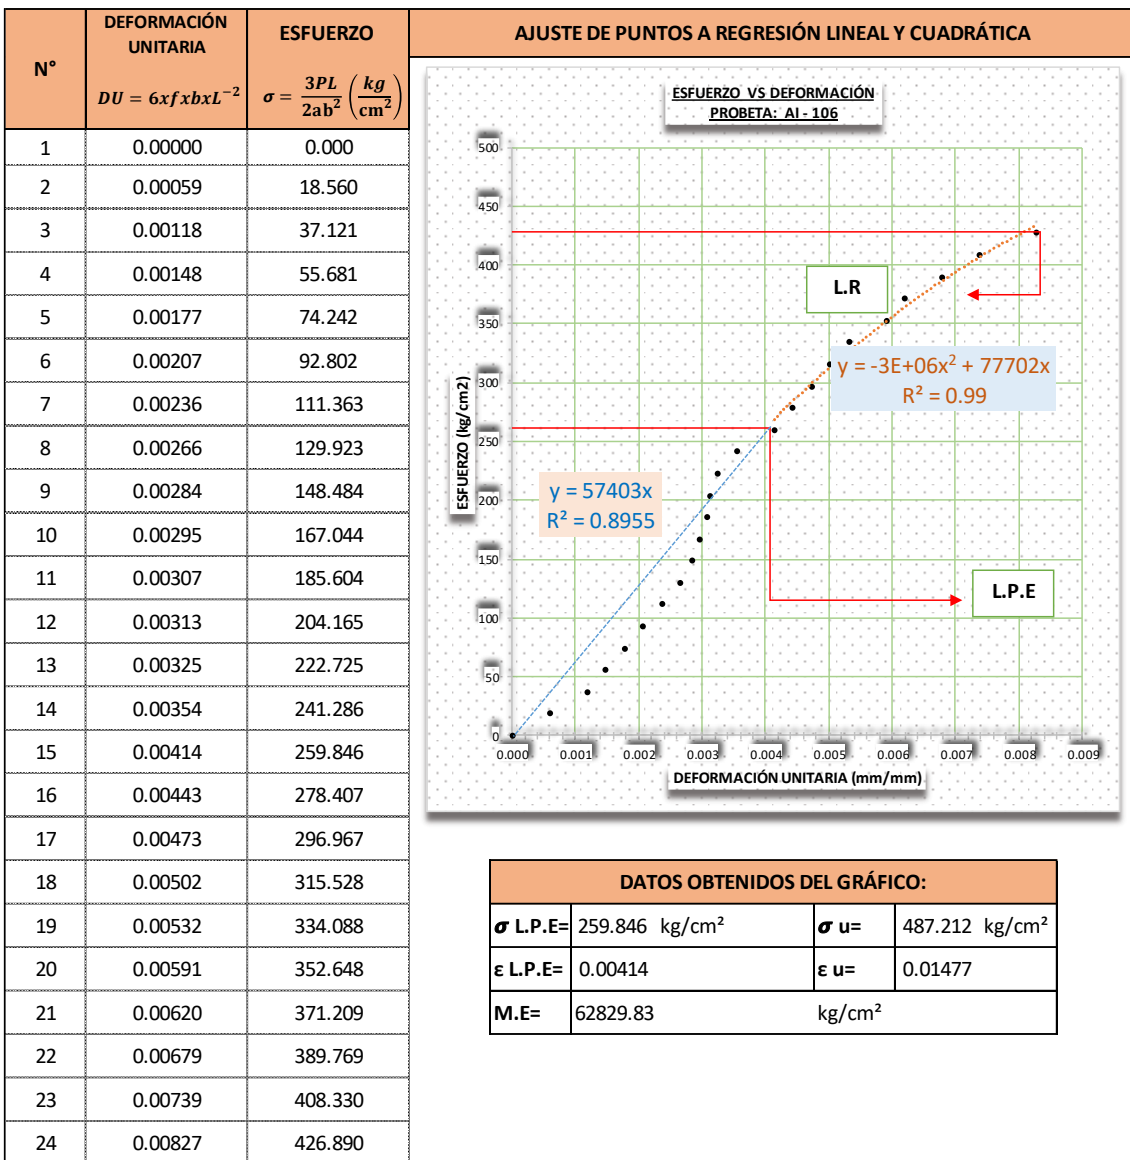 N°
DEFORMACIÓN UNITARIA
DU = 6xfxbxL⁻²
ESFUERZO
σ = 3PL / 2ab² (kg/cm²)
AJUSTE DE PUNTOS A REGRESIÓN LINEAL Y CUADRÁTICA
1 0.00000 0.000
2 0.00059 18.560
3 0.00118 37.121
4 0.00148 55.681
5 0.00177 74.242
6 0.00207 92.802
7 0.00236 111.363
8 0.00266 129.923
9 0.00284 148.484
10 0.00295 167.044
11 0.00307 185.604
12 0.00313 204.165
13 0.00325 222.725
14 0.00354 241.286
15 0.00414 259.846
16 0.00443 278.407
17 0.00473 296.967
18 0.00502 315.528
19 0.00532 334.088
20 0.00591 352.648
21 0.00620 371.209
22 0.00679 389.769
23 0.00739 408.330
24 0.00827 426.890
ESFUERZO VS DEFORMACIÓN
PROBETA: AI - 106
500
450
400
350
300
250
200
150
100
50
0
ESFUERZO (kg/cm2)
L.R
y = -3E+06x² + 77702x
R² = 0.99
y = 57403x
R² = 0.8955
L.P.E
0.000 0.001 0.002 0.003 0.004 0.005 0.006 0.007 0.008 0.009
DEFORMACIÓN UNITARIA (mm/mm)
DATOS OBTENIDOS DEL GRÁFICO:
σ L.P.E= 259.846 kg/cm² σ u= 487.212 kg/cm²
ε L.P.E= 0.00414 ε u= 0.01477
M.E= 62829.83 kg/cm²